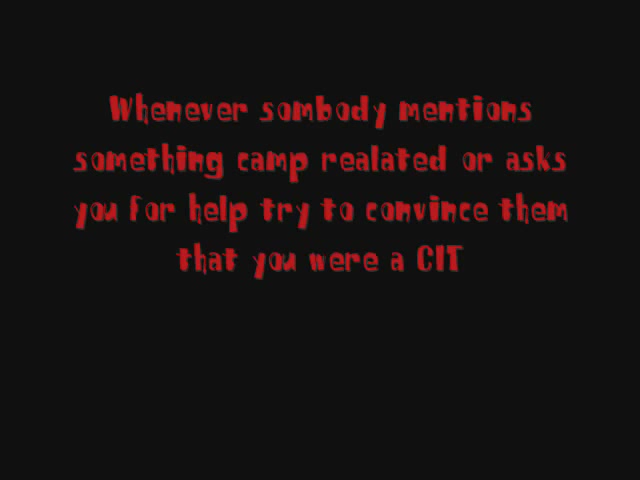 Whenever sombody mentions
something camp realated or asks
you for help try to convince them
that you were a CIT